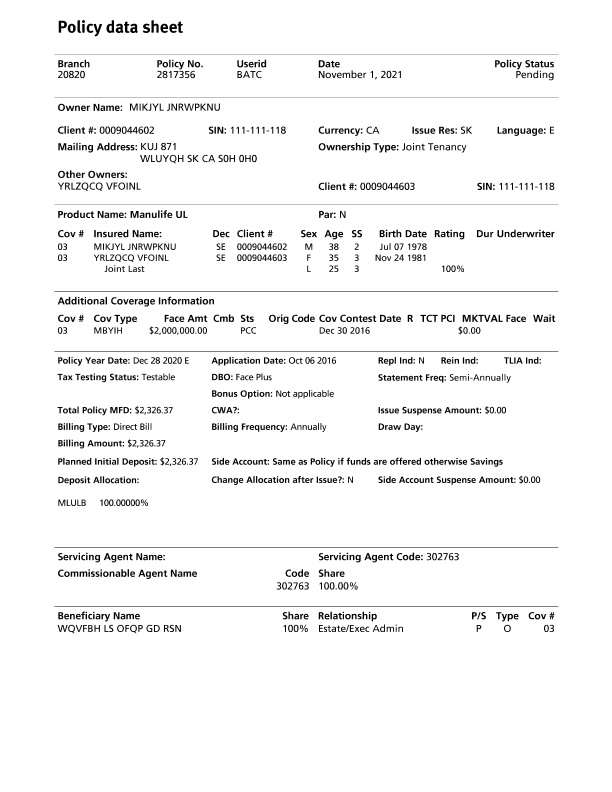 Policy data sheet
Branch Policy No. Userid Date Policy Status
20820 2817356 BATC November 1, 2021 Pending
Owner Name: MIKJYL JNRWPKNU
Client #: 0009044602 SIN: 111-111-118 Currency: CA Issue Res: SK Language: E
Mailing Address: KUJ 871 Ownership Type: Joint Tenancy
WLUYQH SK CA S0H 0H0
Other Owners:
YRLZQCQ VFOINL Client #: 0009044603 SIN: 111-111-118
Product Name: Manulife UL Par: N
Cov # Insured Name: Dec Client # Sex Age SS Birth Date Rating Dur Underwriter
03 MIKJYL JNRWPKNU SE 0009044602 M 38 2 Jul 07 1978
03 YRLZQCQ VFOINL SE 0009044603 F 35 3 Nov 24 1981
Joint Last L 25 3 100%
Additional Coverage Information
Cov # Cov Type Face Amt Cmb Sts Orig Code Cov Contest Date R TCT PCI MKTVAL Face Wait
03 MBYIH $2,000,000.00 PCC Dec 30 2016 $0.00
Policy Year Date: Dec 28 2020 E Application Date: Oct 06 2016 Repl Ind: N Rein Ind: TLIA Ind:
Tax Testing Status: Testable DBO: Face Plus Statement Freq: Semi-Annually
Bonus Option: Not applicable
Total Policy MFD: $2,326.37 CWA?: Issue Suspense Amount: $0.00
Billing Type: Direct Bill Billing Frequency: Annually Draw Day:
Billing Amount: $2,326.37
Planned Initial Deposit: $2,326.37 Side Account: Same as Policy if funds are offered otherwise Savings
Deposit Allocation: Change Allocation after Issue?: N Side Account Suspense Amount: $0.00
MLULB 100.00000%
Servicing Agent Name: Servicing Agent Code: 302763
Commissionable Agent Name Code Share
302763 100.00%
Beneficiary Name Share Relationship P/S Type Cov #
WQVFBH LS OFQP GD RSN 100% Estate/Exec Admin P O 03